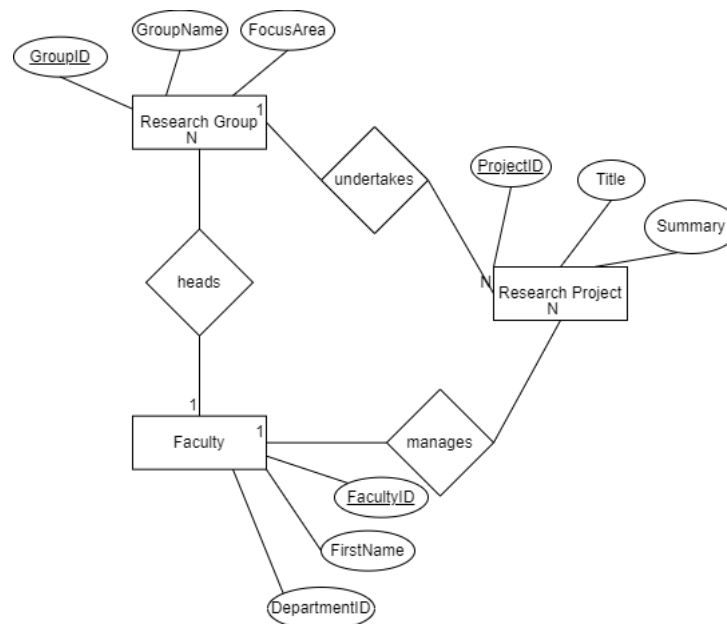 GroupName
FocusArea
GroupID
1
Research Group
N
undertakes
ProjectID
Title
Summary
heads
N
Research Project
N
1
1
Faculty
manages
FacultyID
FirstName
DepartmentID